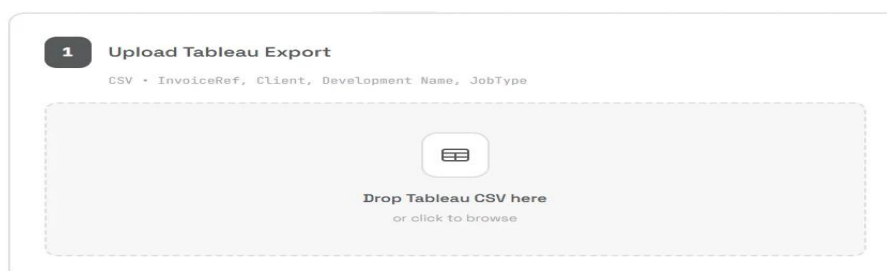 1
Upload Tableau Export
CSV • InvoiceRef, Client, Development Name, JobType
Drop Tableau CSV here
or click to browse